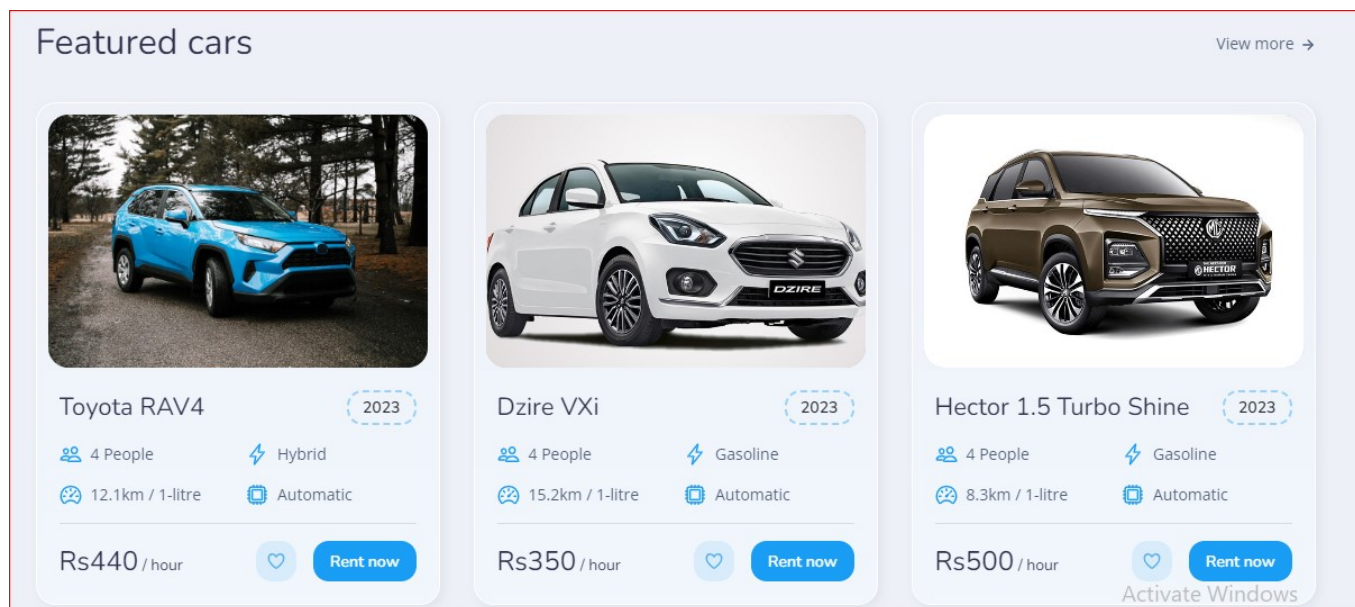 Featured cars
View more →
DZIRE
MG
HECTOR
Toyota RAV4
2023
4 People
Hybrid
12.1km / 1-litre
Automatic
Rs440 / hour
Rent now
Dzire VXi
2023
4 People
Gasoline
15.2km / 1-litre
Automatic
Rs350 / hour
Rent now
Hector 1.5 Turbo Shine
2023
4 People
Gasoline
8.3km / 1-litre
Automatic
Rs500 / hour
Rent now
Activate Windows